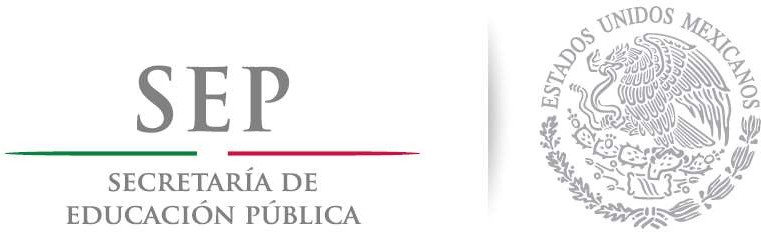 SEP
SECRETARÍA DE
EDUCACIÓN PÚBLICA
ESTADOS UNIDOS MEXICANOS